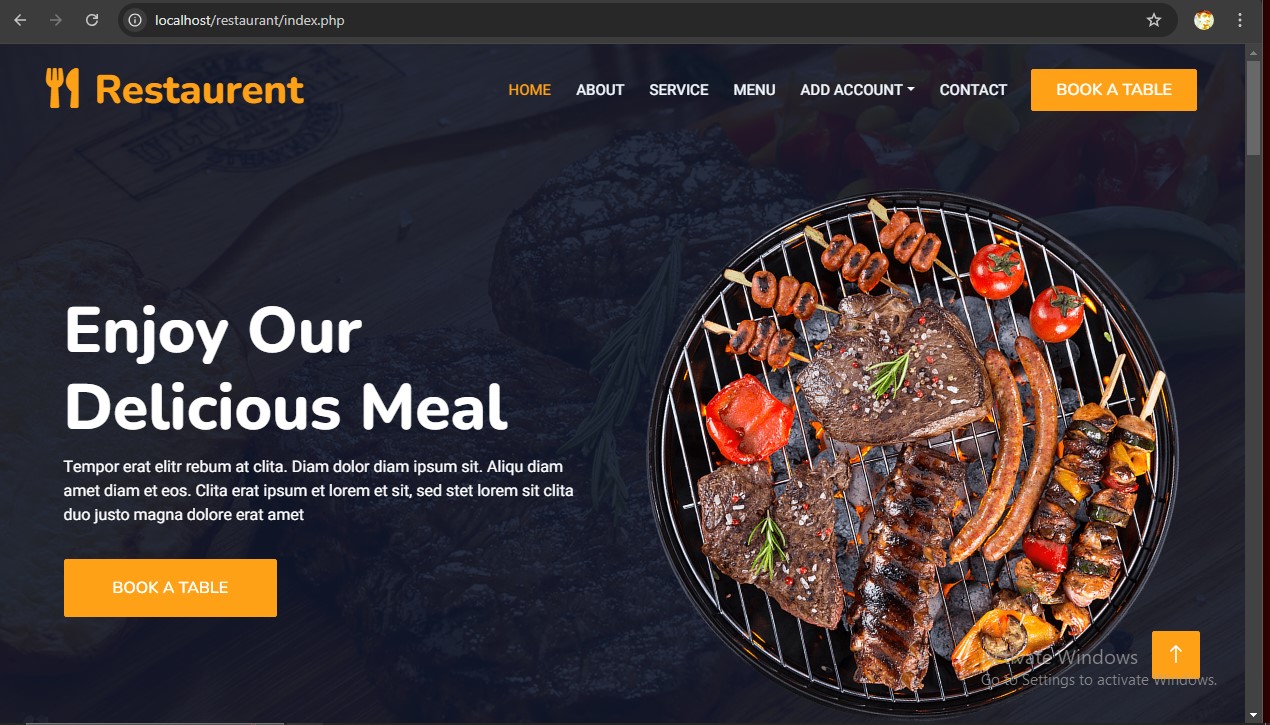 localhost/restaurant/index.php
Restaurent
HOME ABOUT SERVICE MENU ADD ACCOUNT CONTACT BOOK A TABLE
Enjoy Our
Delicious Meal
Tempor erat elitr rebum at clita. Diam dolor diam ipsum sit. Aliqu diam
amet diam et eos. Clita erat ipsum et lorem et sit, sed stet lorem sit clita
duo justo magna dolore erat amet
BOOK A TABLE
Activate Windows
Go to Settings to activate Windows.